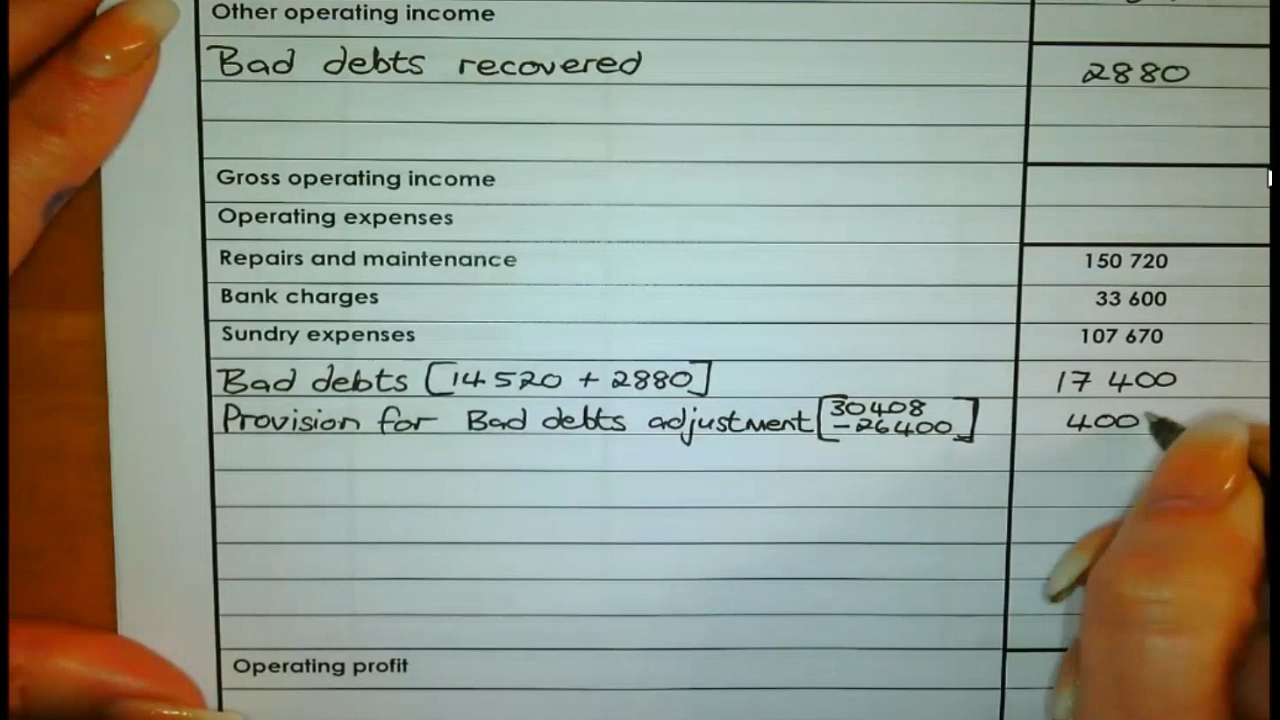 Other operating income
Bad debts recovered 2880
Gross operating income
Operating expenses
Repairs and maintenance 150 720
Bank charges 33 600
Sundry expenses 107 670
Bad debts [14 520 + 2880] 17 400
Provision for Bad debts adjustment [30408 - 26400] 400
Operating profit